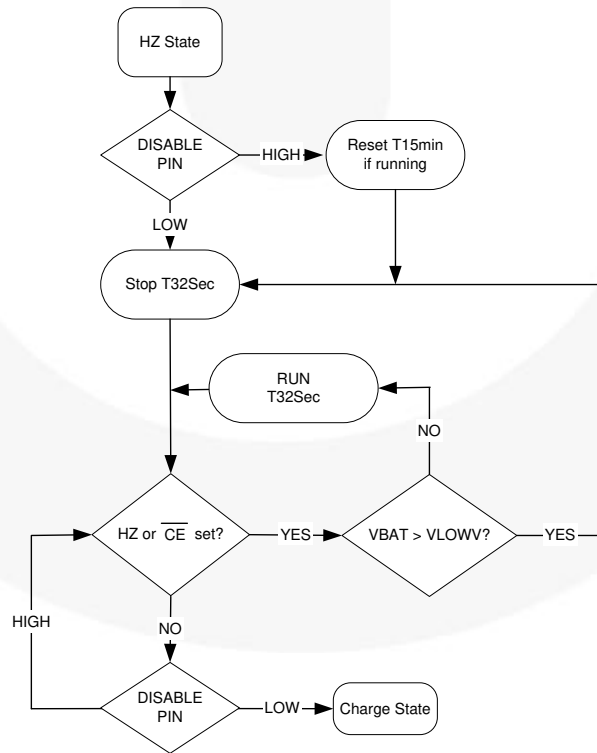 HZ State
DISABLE
PIN
HIGH
Reset T15min
if running
LOW
Stop T32Sec
RUN
T32Sec
NO
HZ or C̅E̅ set?
YES
VBAT > VLOWV?
YES
HIGH
NO
DISABLE
PIN
LOW
Charge State